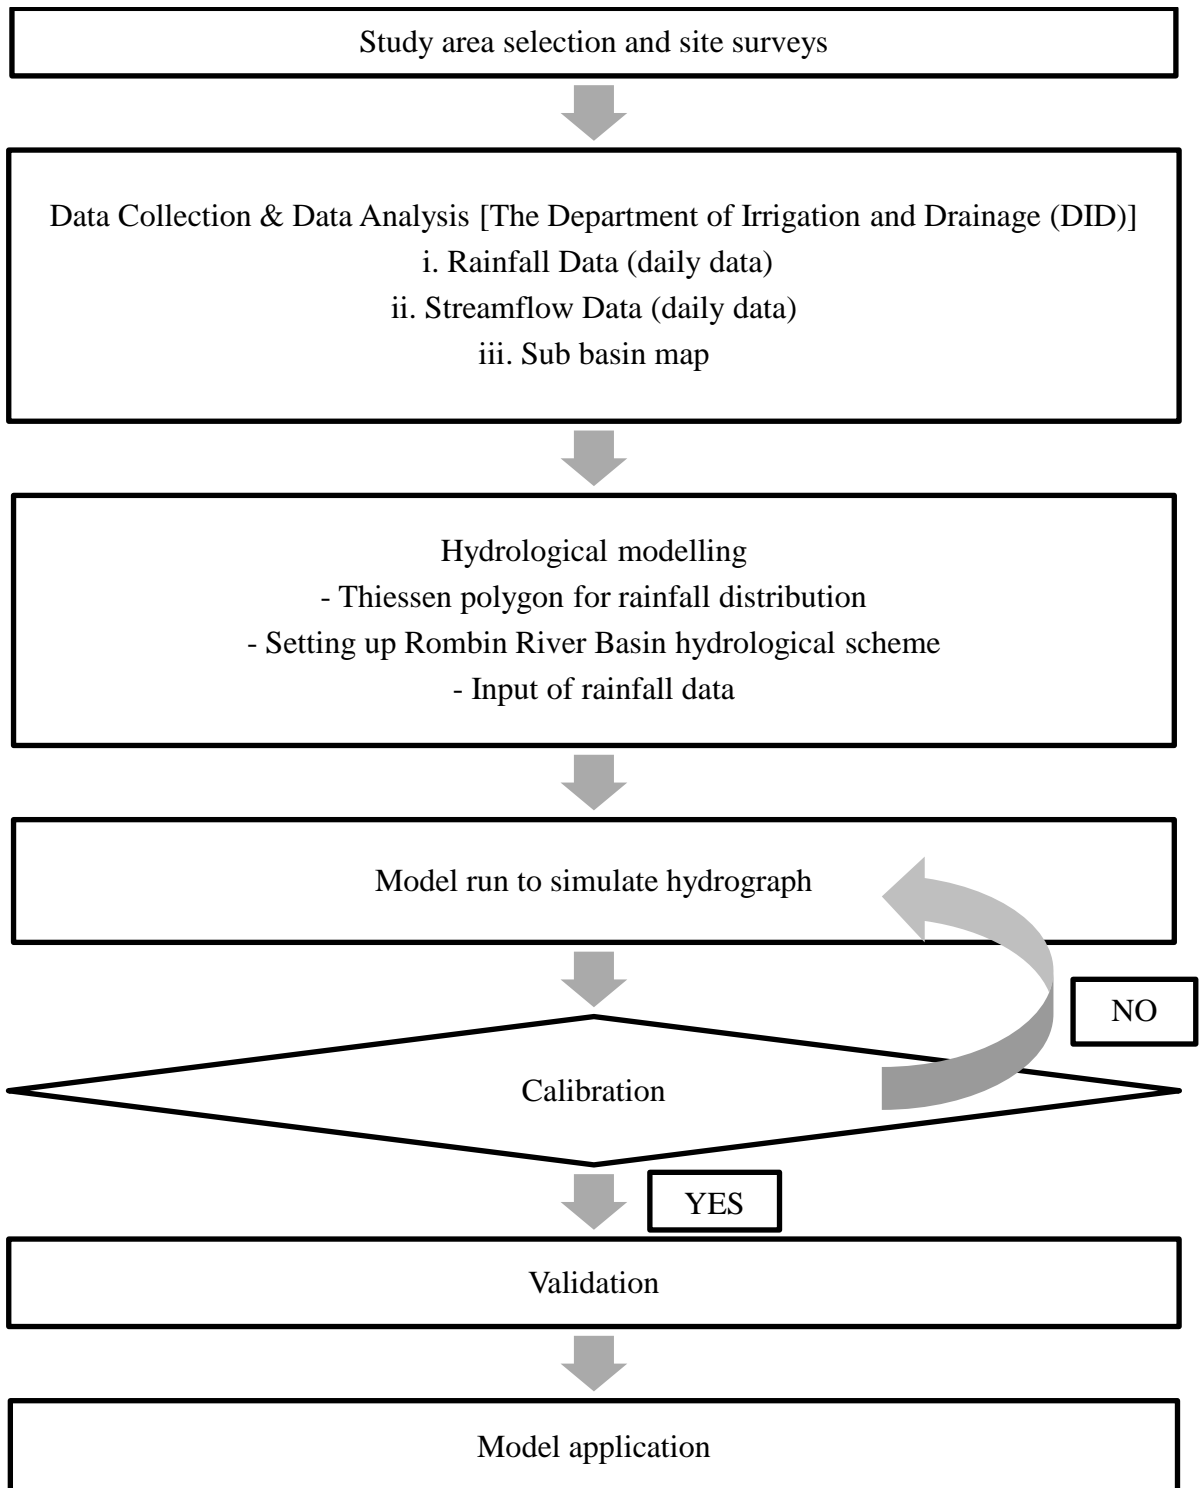 Study area selection and site surveys
Data Collection & Data Analysis [The Department of Irrigation and Drainage (DID)]
i. Rainfall Data (daily data)
ii. Streamflow Data (daily data)
iii. Sub basin map
Hydrological modelling
- Thiessen polygon for rainfall distribution
- Setting up Rombin River Basin hydrological scheme
- Input of rainfall data
Model run to simulate hydrograph
NO
Calibration
YES
Validation
Model application